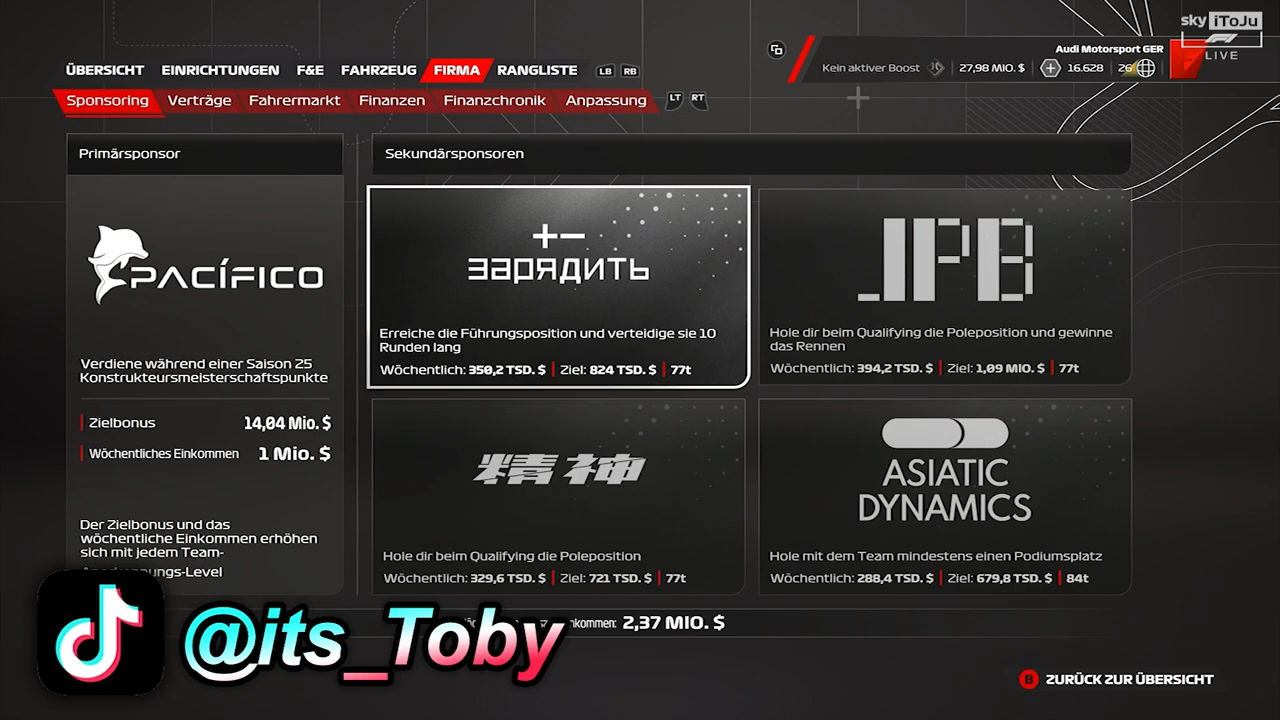 sky iToJu
F1
LIVE
Audi Motorsport GER
Kein aktiver Boost
27,98 MIO. $
16.628
26
ÜBERSICHT EINRICHTUNGEN F&E FAHRZEUG FIRMA RANGLISTE LB RB
Sponsoring Verträge Fahrermarkt Finanzen Finanzchronik Anpassung LT RT
Primärsponsor
PACÍFICO
Verdiene während einer Saison 25
Konstrukteursmeisterschaftspunkte
Zielbonus 14,04 Mio. $
Wöchentliches Einkommen 1 Mio. $
Der Zielbonus und das
wöchentliche Einkommen erhöhen
sich mit jedem Team-
Sekundärsponsoren
+−
зарядить
Erreiche die Führungsposition und verteidige sie 10
Runden lang
Wöchentlich: 350,2 TSD. $ | Ziel: 824 TSD. $ | 77t
JPB
Hole dir beim Qualifying die Poleposition und gewinne
das Rennen
Wöchentlich: 394,2 TSD. $ | Ziel: 1,09 MIO. $ | 77t
精神
Hole dir beim Qualifying die Poleposition
Wöchentlich: 329,6 TSD. $ | Ziel: 721 TSD. $ | 77t
ASIATIC
DYNAMICS
Hole mit dem Team mindestens einen Podiumsplatz
Wöchentlich: 288,4 TSD. $ | Ziel: 679,8 TSD. $ | 84t
2,37 MIO. $
@its_Toby
B ZURÜCK ZUR ÜBERSICHT